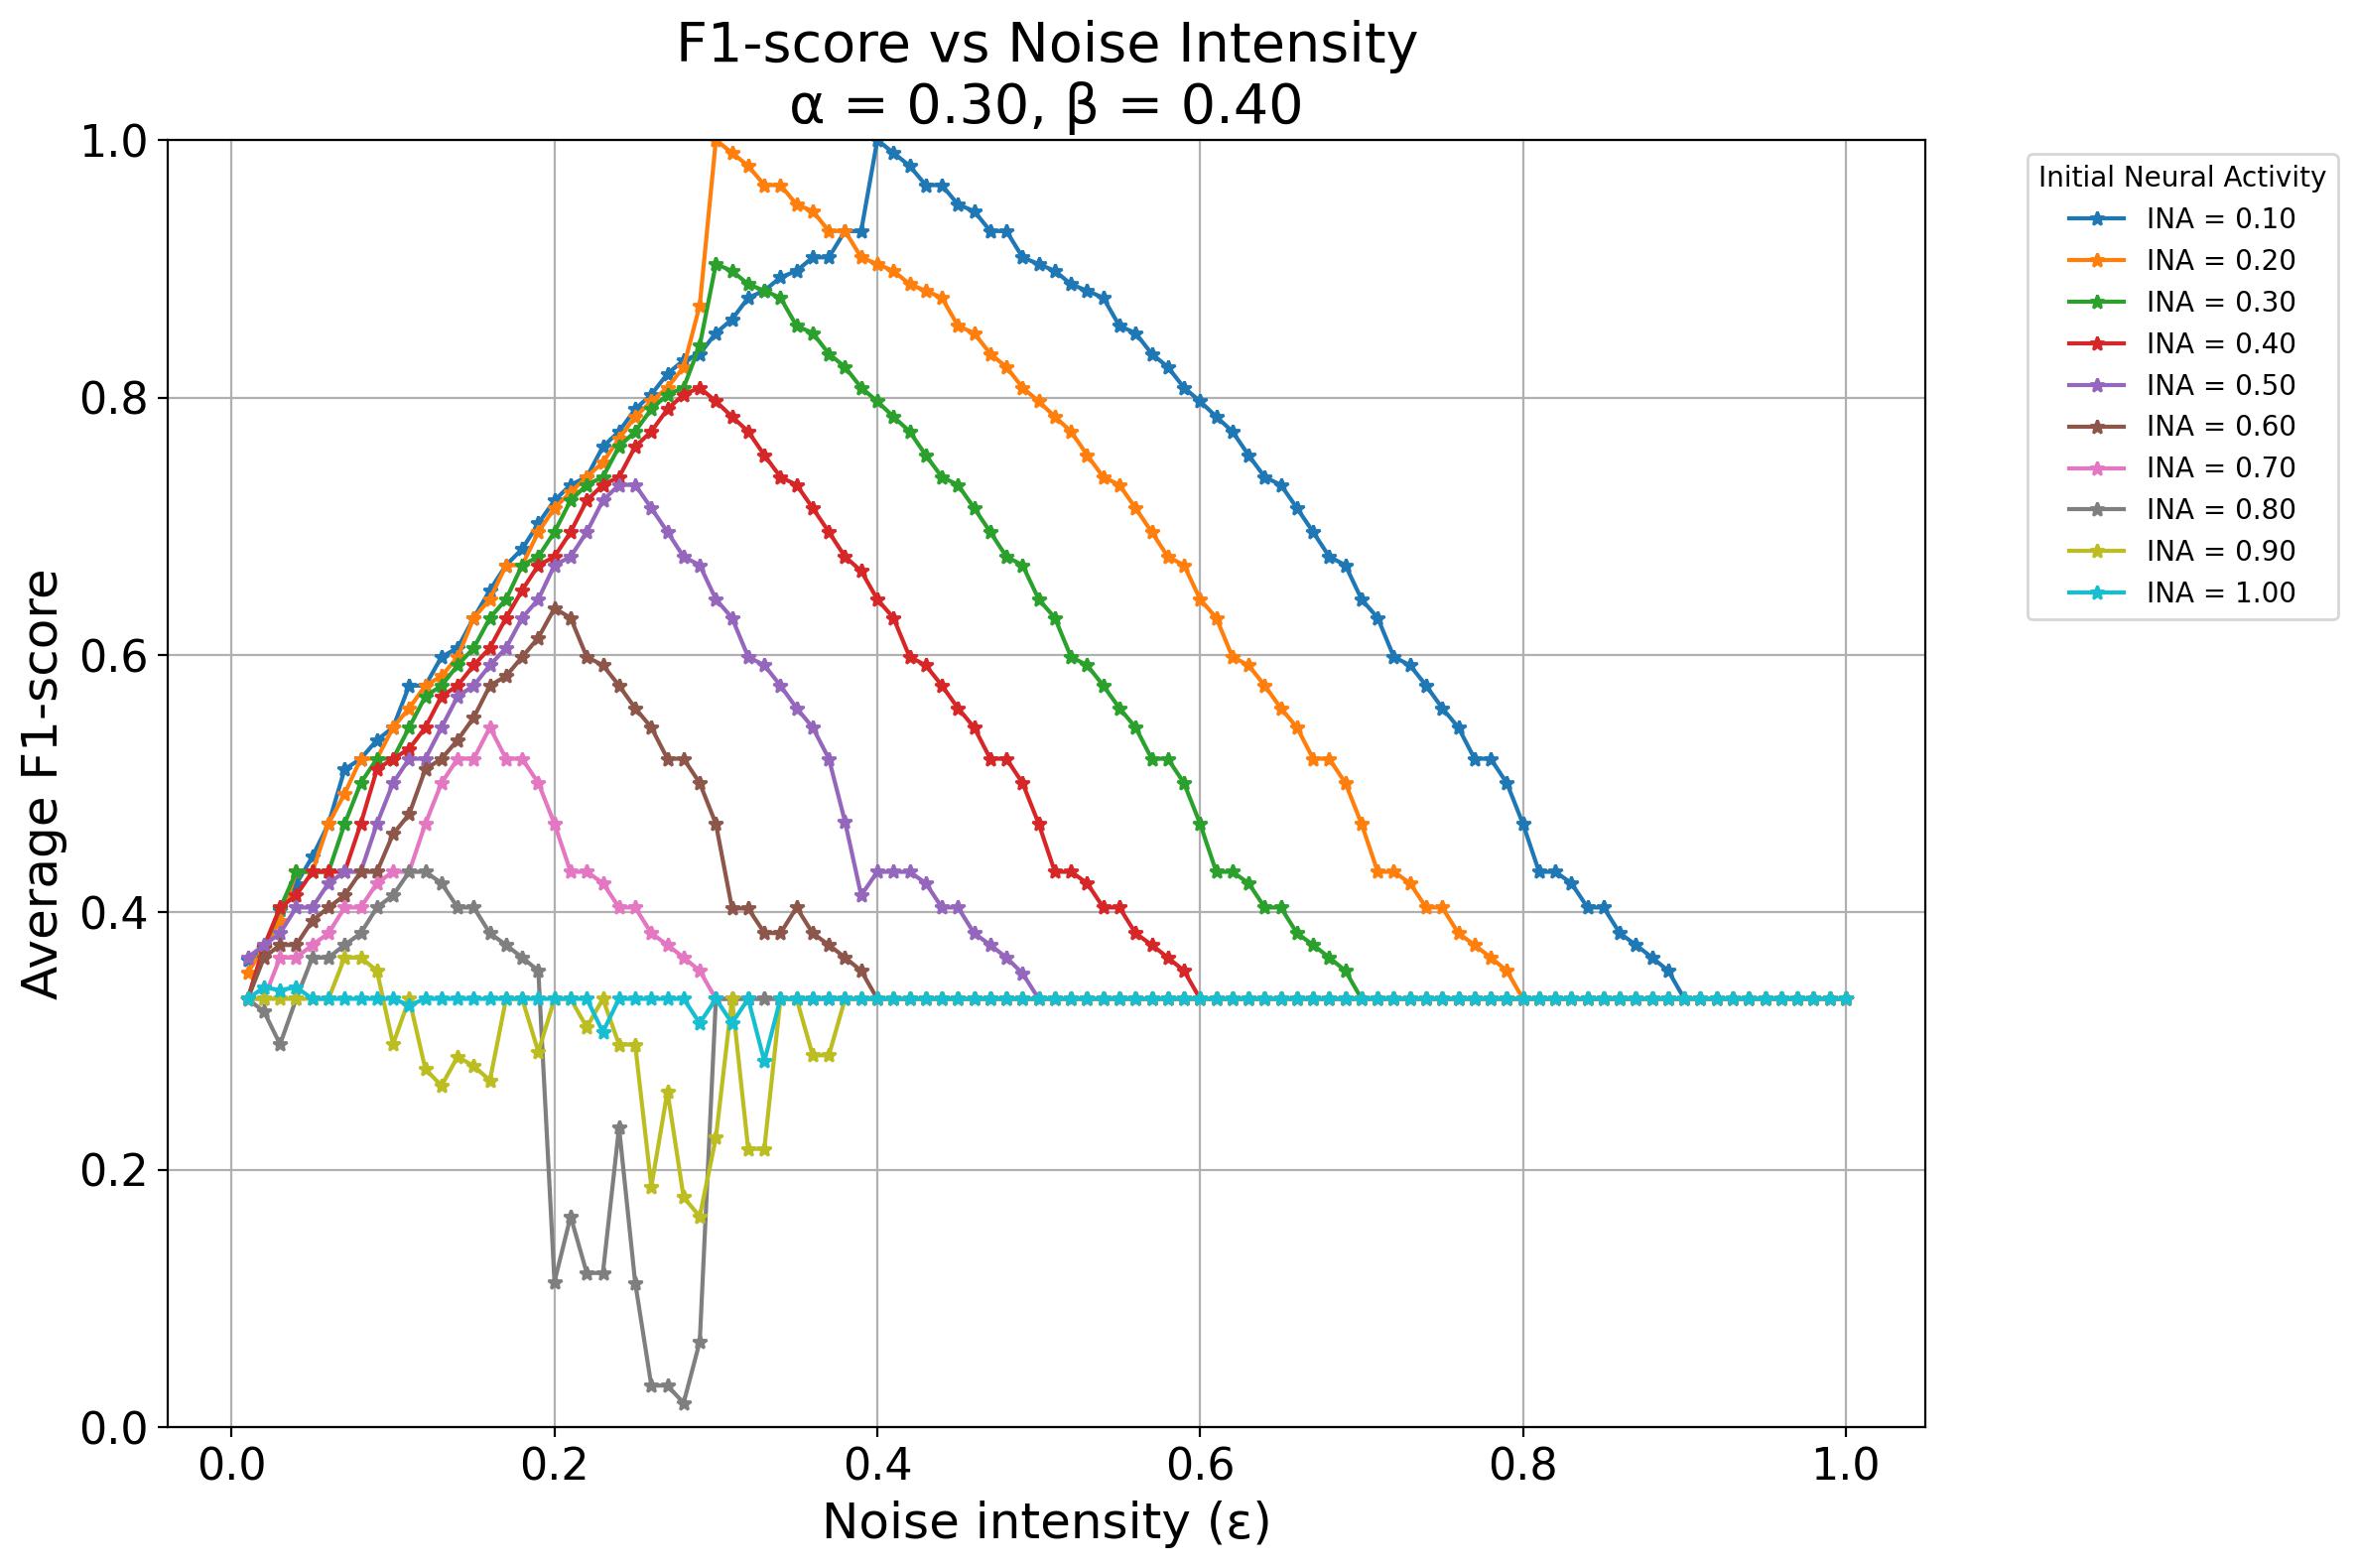 F1-score vs Noise Intensity
α = 0.30, β = 0.40
1.0
0.8
0.6
0.4
0.2
0.0
Average F1-score
0.0
0.2
0.4
0.6
0.8
1.0
Noise intensity (ε)
Initial Neural Activity
INA = 0.10
INA = 0.20
INA = 0.30
INA = 0.40
INA = 0.50
INA = 0.60
INA = 0.70
INA = 0.80
INA = 0.90
INA = 1.00